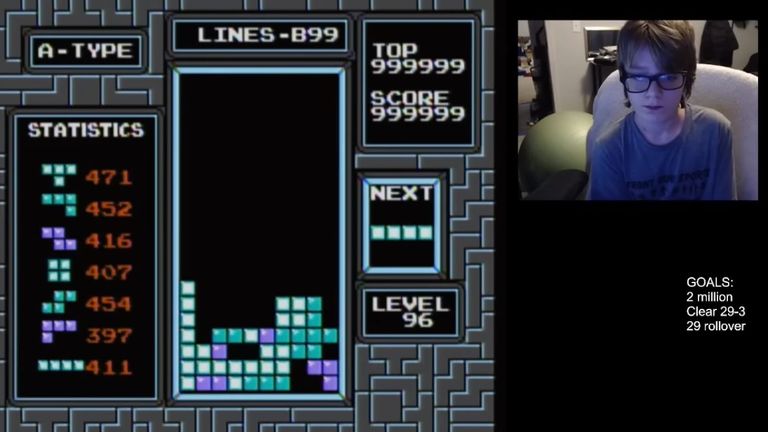 A-TYPE
LINES-B99
TOP
999999
SCORE
999999
STATISTICS
471
452
416
407
454
397
411
NEXT
LEVEL
96
GOALS:
2 million
Clear 29-3
29 rollover